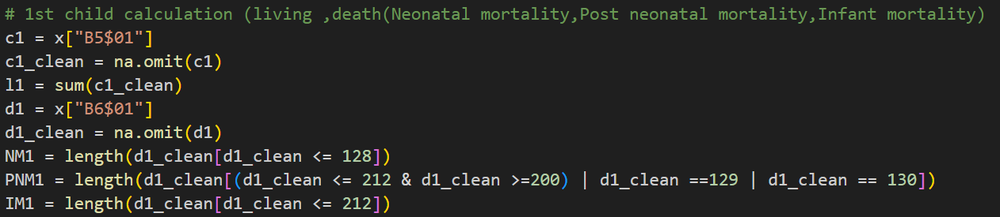 # 1st child calculation (living ,death(Neonatal mortality,Post neonatal mortality,Infant mortality)
c1 = x["B5$01"]
c1_clean = na.omit(c1)
l1 = sum(c1_clean)
d1 = x["B6$01"]
d1_clean = na.omit(d1)
NM1 = length(d1_clean[d1_clean <= 128])
PNM1 = length(d1_clean[(d1_clean <= 212 & d1_clean >=200) | d1_clean ==129 | d1_clean == 130])
IM1 = length(d1_clean[d1_clean <= 212])